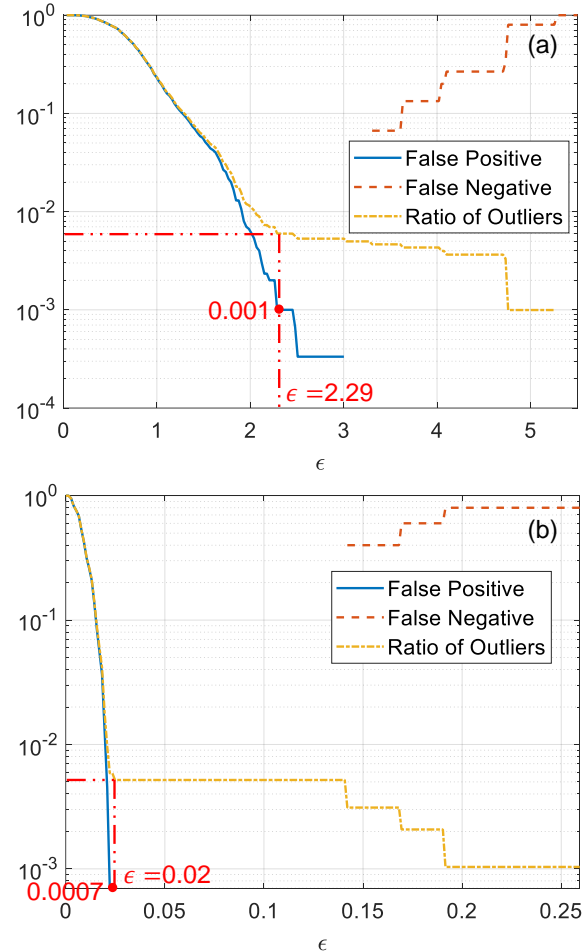 10^0
(a)
10^-1
False Positive
False Negative
Ratio of Outliers
10^-2
10^-3
0.001
ϵ =2.29
10^-4
0 1 2 3 4 5
ϵ
10^0
(b)
False Positive
10^-1
False Negative
Ratio of Outliers
10^-2
10^-3
ϵ =0.02
0.0007
0 0.05 0.1 0.15 0.2 0.25
ϵ